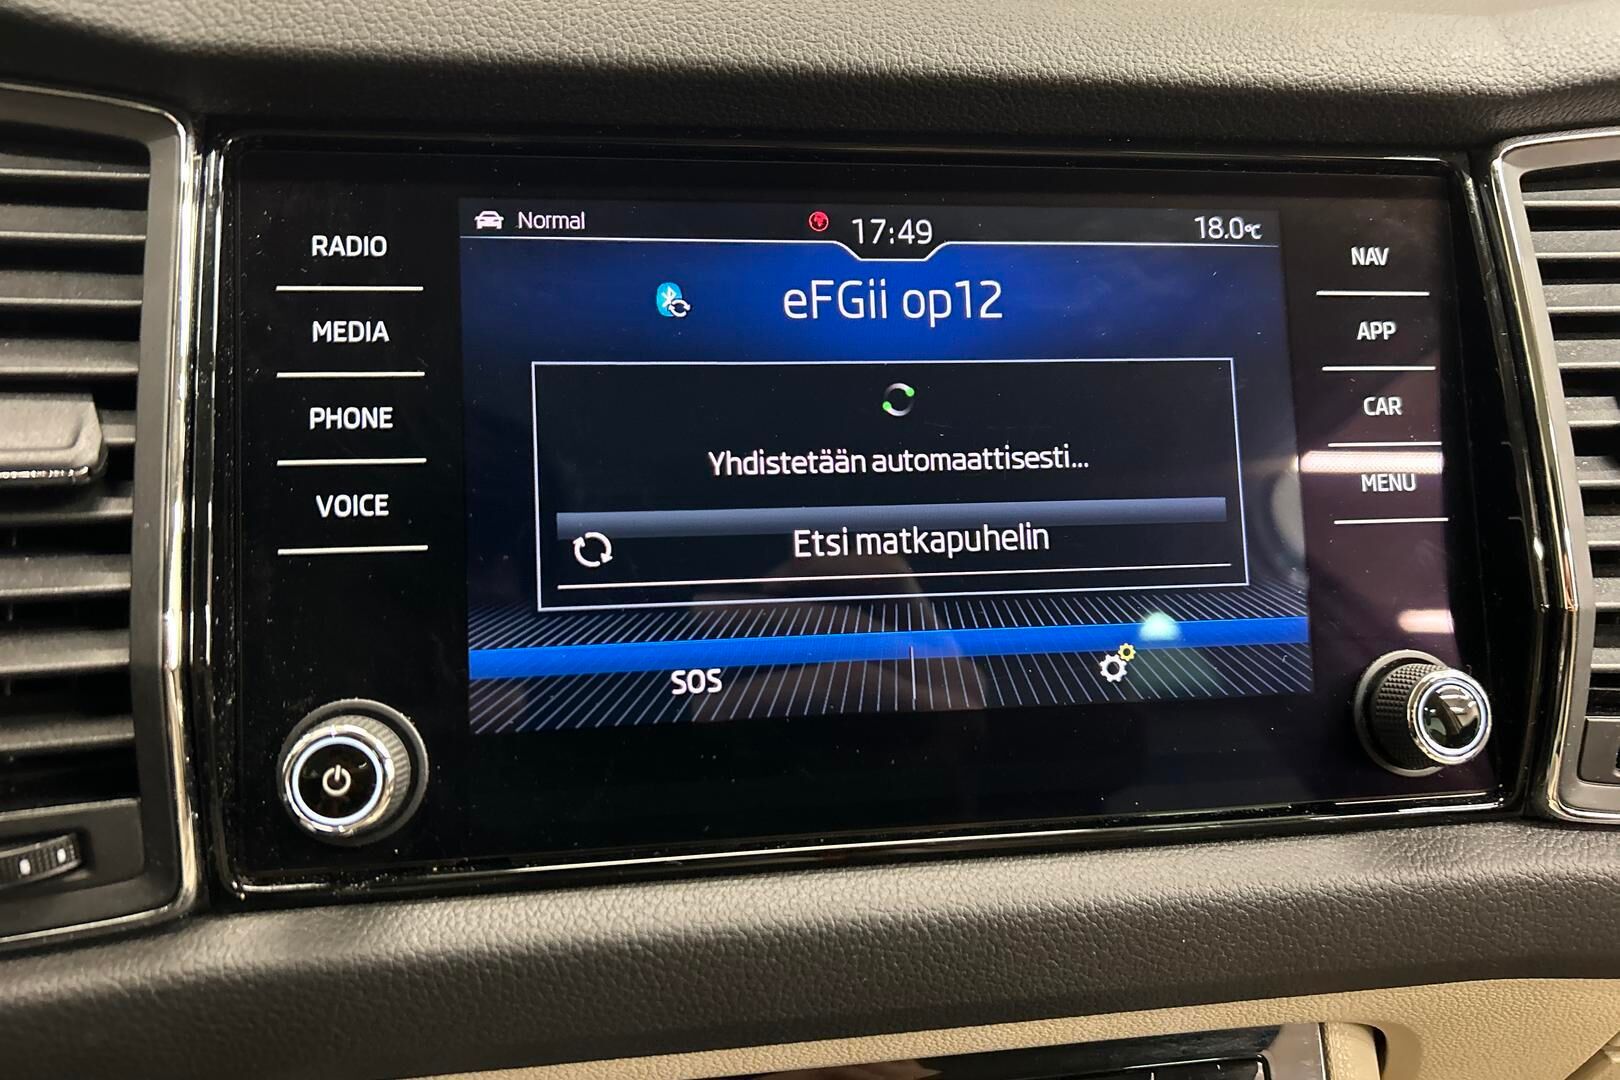 Normal
17:49
18.0°C
RADIO
MEDIA
PHONE
VOICE
eFGii op12
Yhdistetään automaattisesti...
Etsi matkapuhelin
SOS
NAV
APP
CAR
MENU